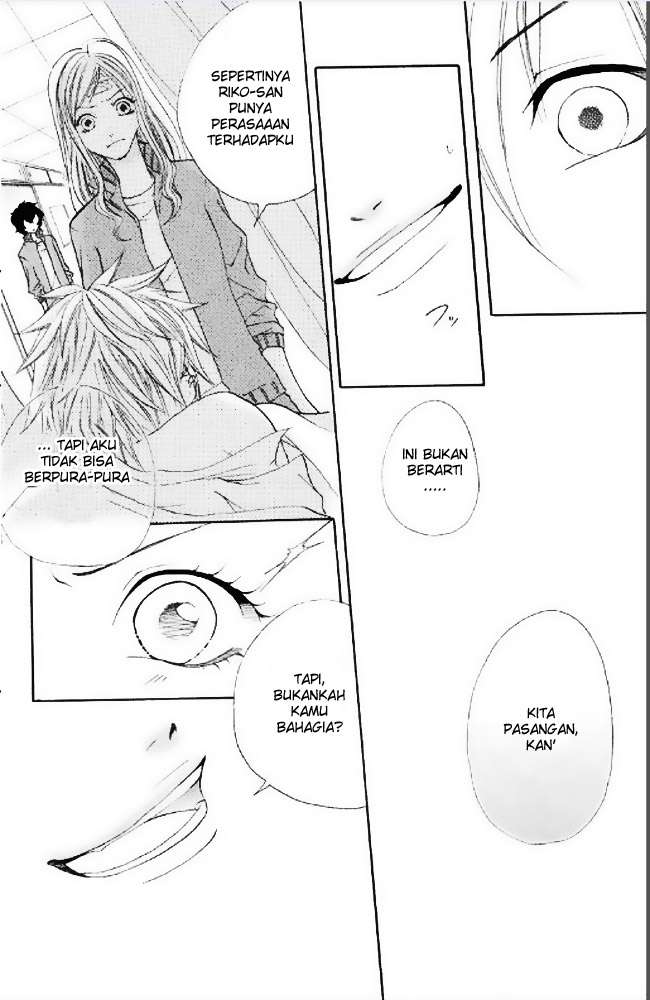 フッ
INI BUKAN
BERARTI
.....
KITA
PASANGAN,
KAN'
SEPERTINYA
RIKO-SAN
PUNYA
PERASAAAN
TERHADAPKU
... TAPI AKU
TIDAK BISA
BERPURA-PURA
TAPI,
BUKANKAH
KAMU
BAHAGIA?